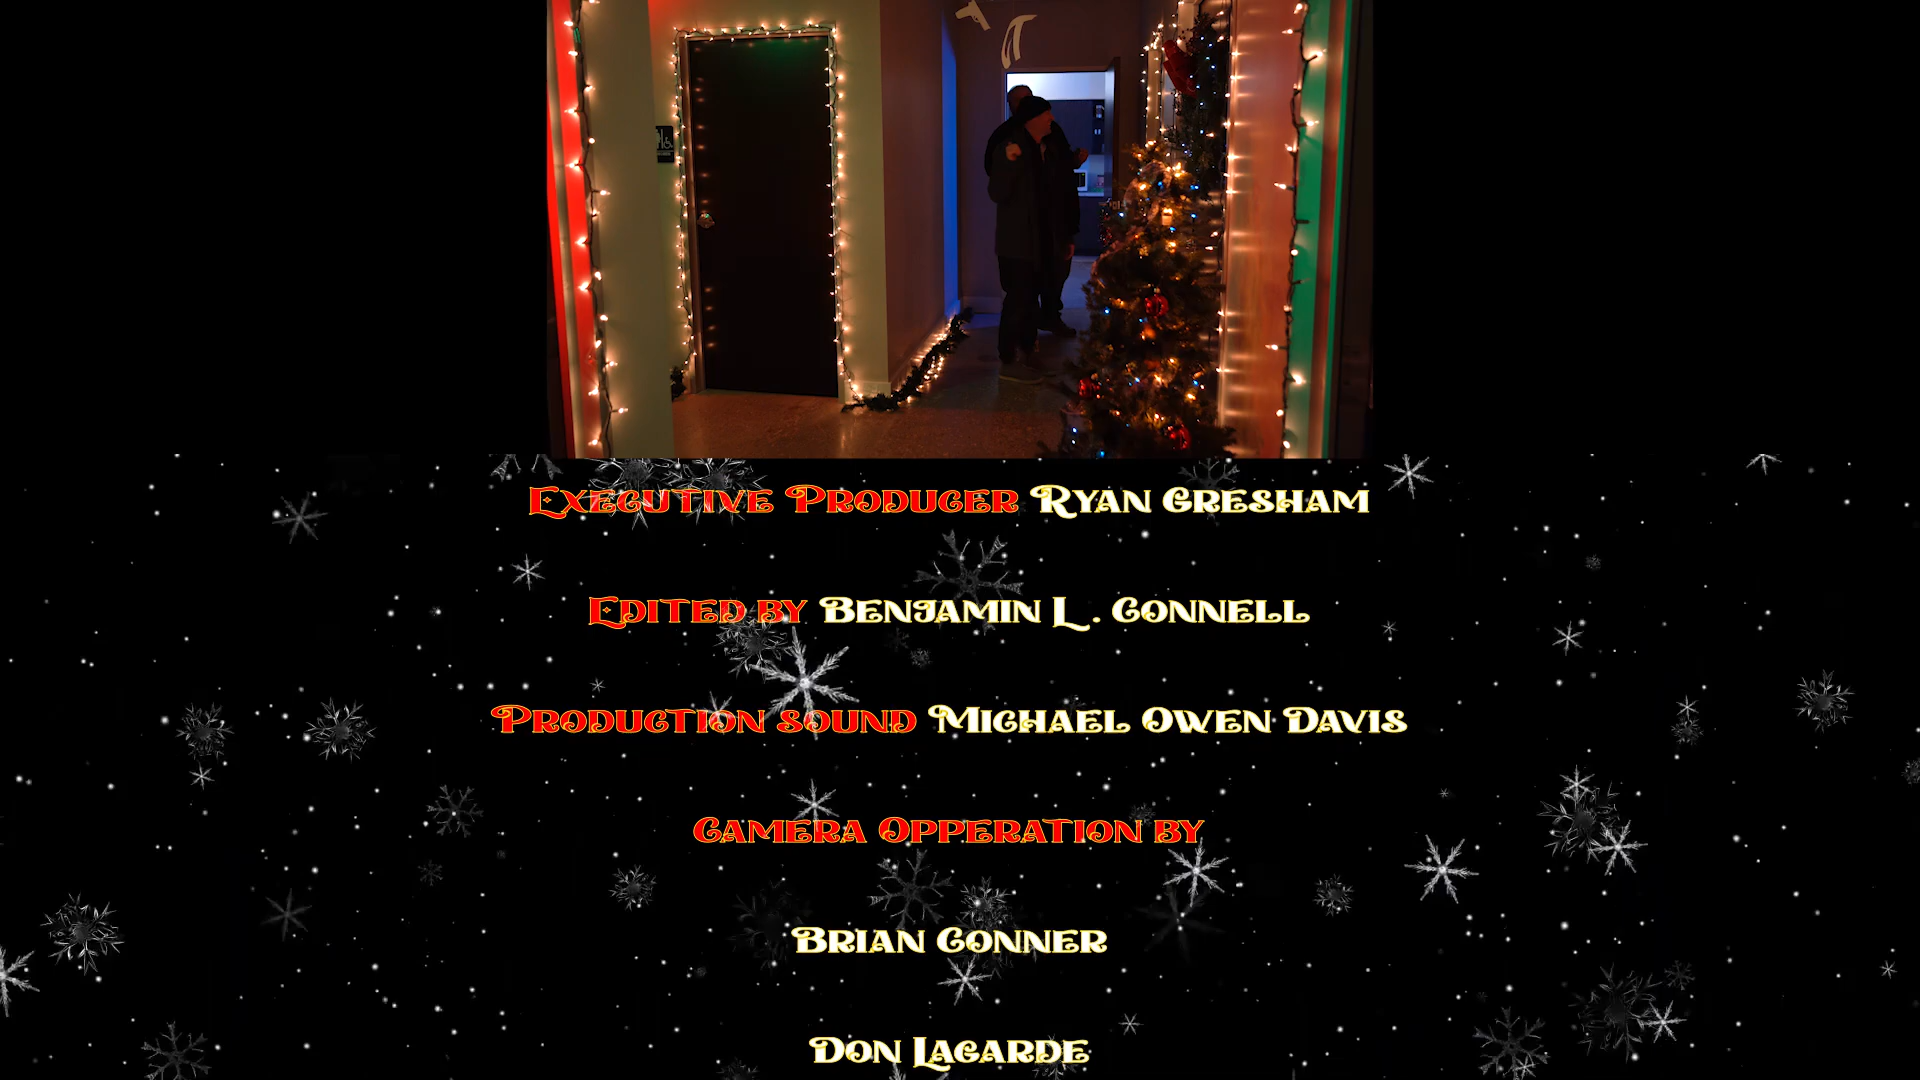 Executive Producer Ryan Gresham
Edited by Benjamin L. Connell
Production sound Michael Owen Davis
Camera Opperation by
Brian Conner
Don Lagarde